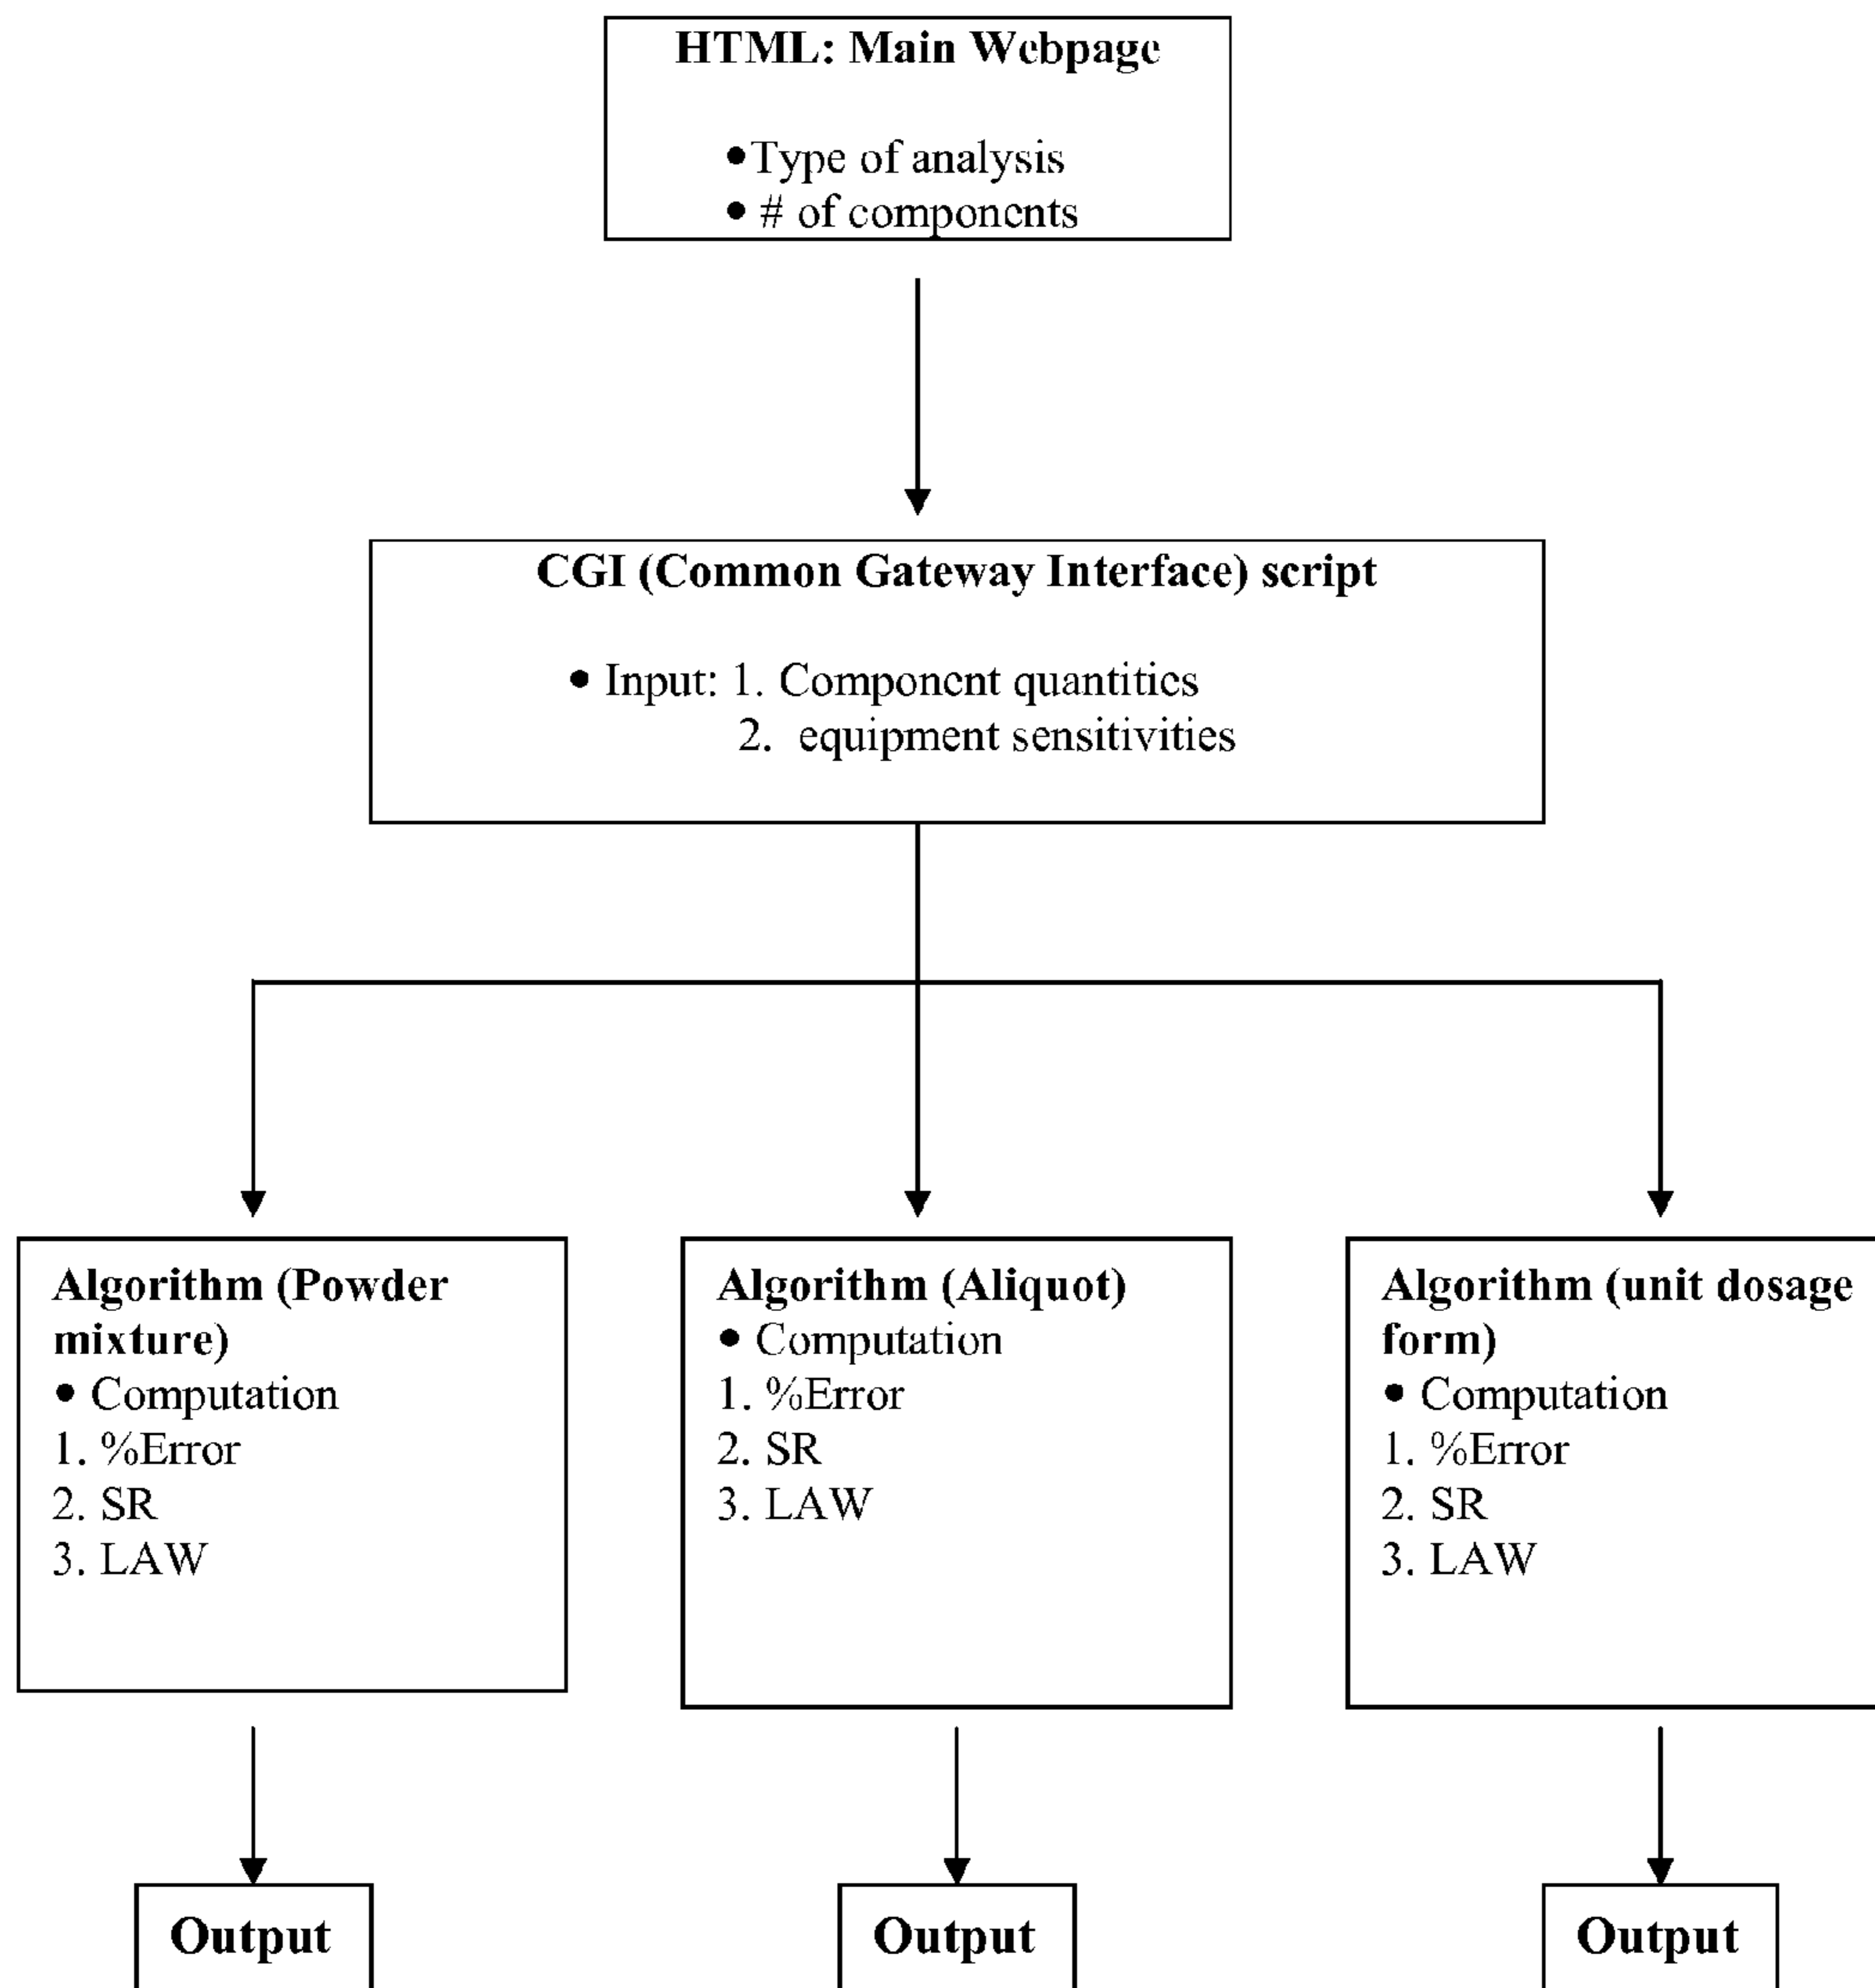 HTML: Main Webpage
•Type of analysis
• # of components
CGI (Common Gateway Interface) script
• Input: 1. Component quantities
2. equipment sensitivities
Algorithm (Powder
mixture)
• Computation
1. %Error
2. SR
3. LAW
Algorithm (Aliquot)
• Computation
1. %Error
2. SR
3. LAW
Algorithm (unit dosage
form)
• Computation
1. %Error
2. SR
3. LAW
Output
Output
Output